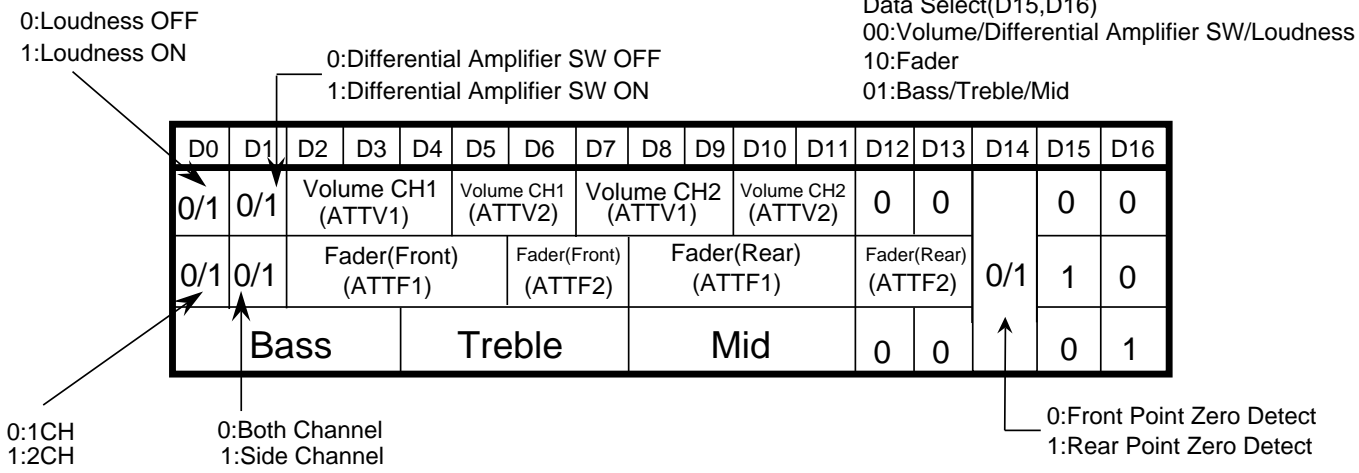 Data Select(D15,D16)
00:Volume/Differential Amplifier SW/Loudness
10:Fader
01:Bass/Treble/Mid
0:Loudness OFF
1:Loudness ON
0:Differential Amplifier SW OFF
1:Differential Amplifier SW ON
D0 D1 D2 D3 D4 D5 D6 D7 D8 D9 D10 D11 D12 D13 D14 D15 D16
0/1 0/1 Volume CH1 (ATTV1) Volume CH1 (ATTV2) Volume CH2 (ATTV1) Volume CH2 (ATTV2) 0 0 0 0
0/1 0/1 Fader(Front) (ATTF1) Fader(Front) (ATTF2) Fader(Rear) (ATTF1) Fader(Rear) (ATTF2) 0/1 1 0
Bass Treble Mid 0 0 0 1
0:1CH
1:2CH
0:Both Channel
1:Side Channel
0:Front Point Zero Detect
1:Rear Point Zero Detect